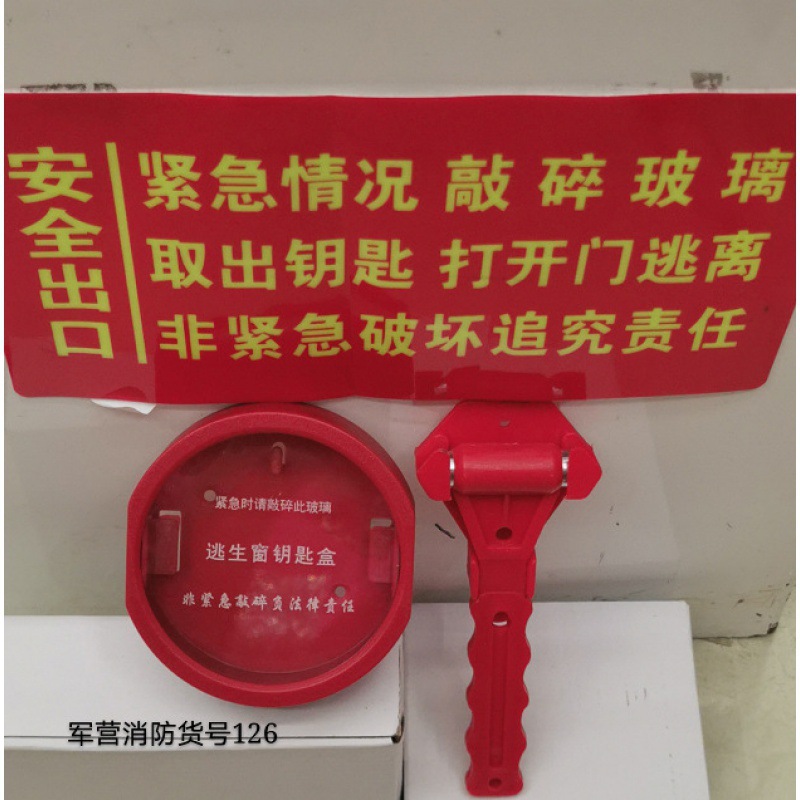 安全出口
紧急情况 敲碎玻璃
取出钥匙 打开门逃离
非紧急破坏追究责任
紧急时请敲碎此玻璃
逃生窗钥匙盒
非紧急敲碎负法律责任
军营消防货号126